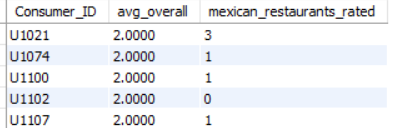 Consumer_ID avg_overall mexican_restaurants_rated
U1021 2.0000 3
U1074 2.0000 1
U1100 2.0000 1
U1102 2.0000 0
U1107 2.0000 1